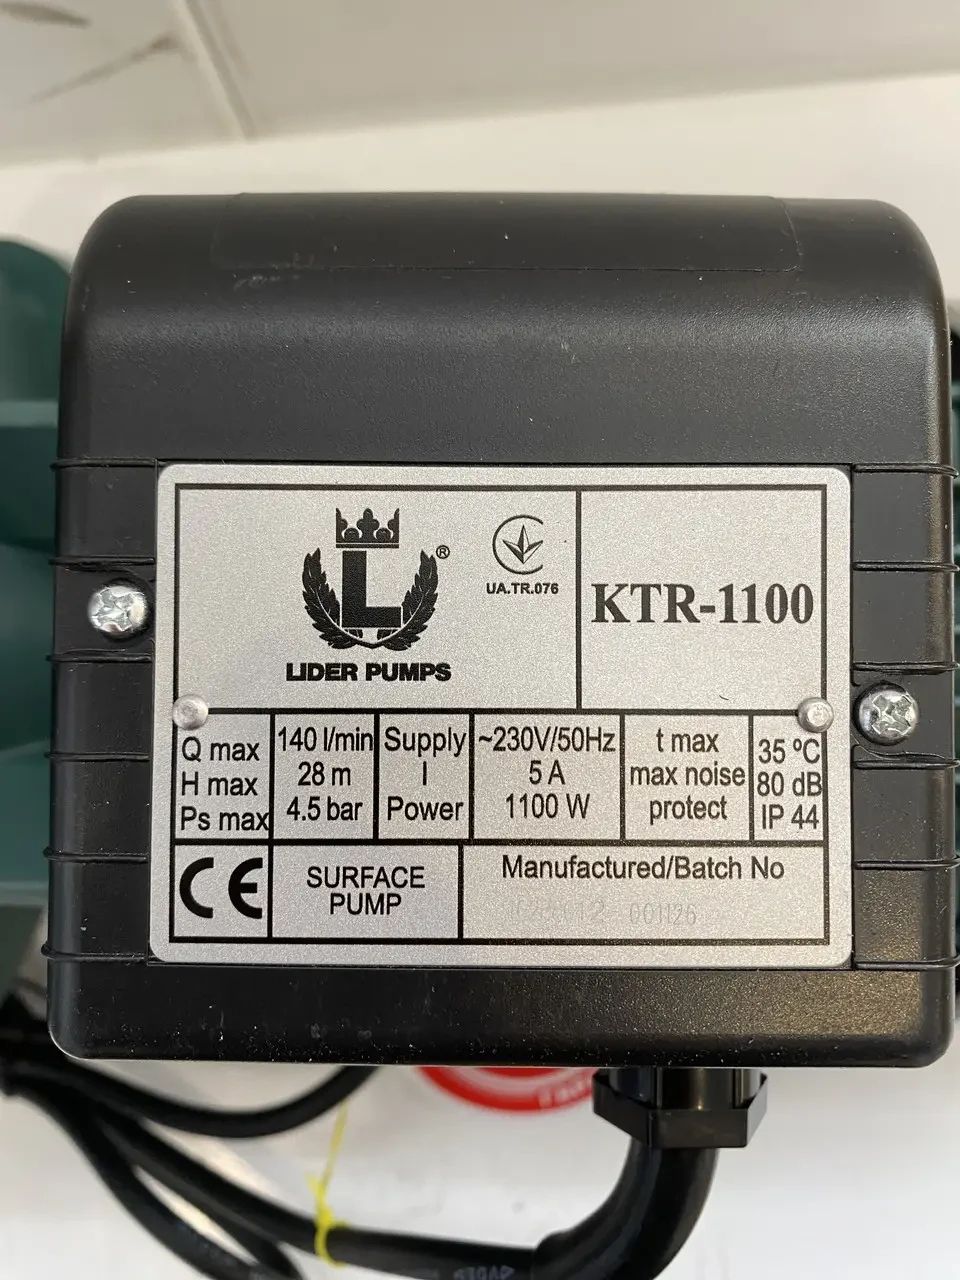 L ®
LIDER PUMPS
UA.TR.076
KTR-1100
Q max 140 l/min Supply ~230V/50Hz t max 35 ºC
H max 28 m I 5 A max noise 80 dB
Ps max 4.5 bar Power 1100 W protect IP 44
CE
SURFACE
PUMP
Manufactured/Batch No
001126